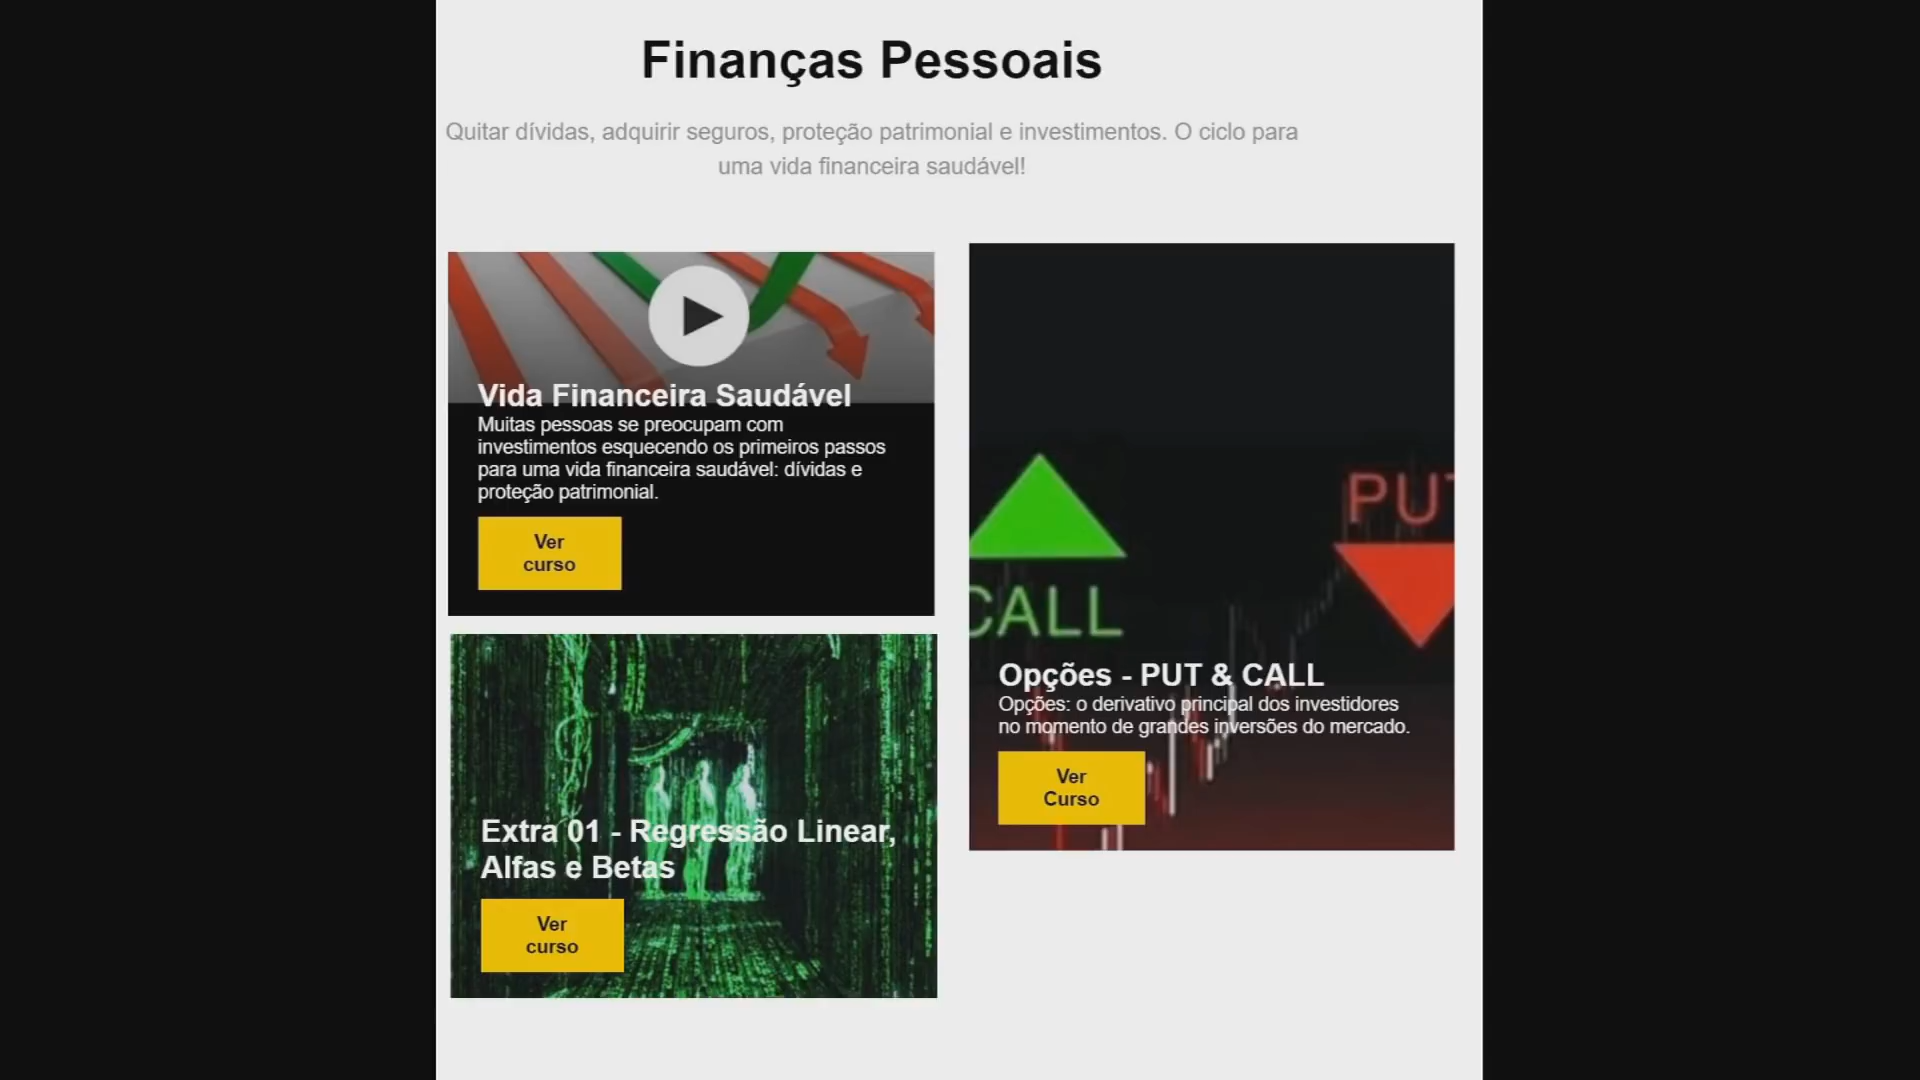 Finanças Pessoais
Quitar dívidas, adquirir seguros, proteção patrimonial e investimentos. O ciclo para
uma vida financeira saudável!
Vida Financeira Saudável
Muitas pessoas se preocupam com
investimentos esquecendo os primeiros passos
para uma vida financeira saudável: dívidas e
proteção patrimonial.
Ver
curso
PUT
CALL
Opções - PUT & CALL
Opções: o derivativo principal dos investidores
no momento de grandes inversões do mercado.
Ver
Curso
Extra 01 - Regressão Linear,
Alfas e Betas
Ver
curso